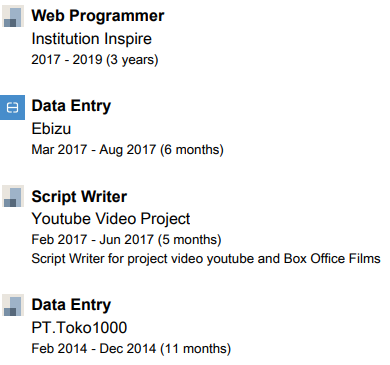 Web Programmer
Institution Inspire
2017 - 2019 (3 years)
Data Entry
Ebizu
Mar 2017 - Aug 2017 (6 months)
Script Writer
Youtube Video Project
Feb 2017 - Jun 2017 (5 months)
Script Writer for project video youtube and Box Office Films
Data Entry
PT.Toko1000
Feb 2014 - Dec 2014 (11 months)